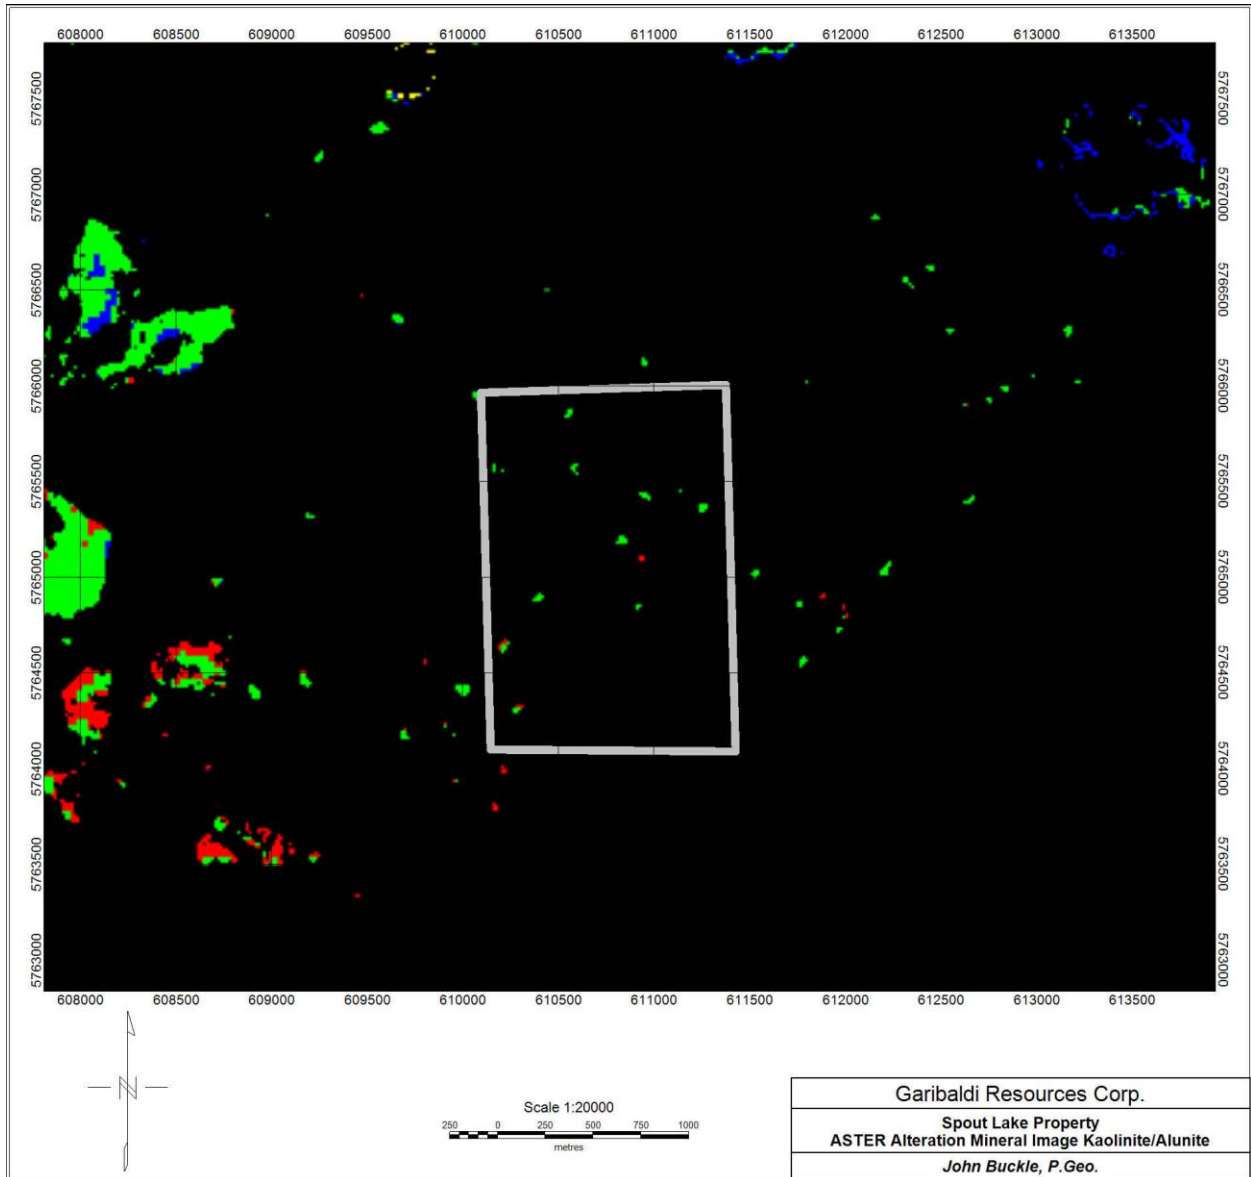 608000 608500 609000 609500 610000 610500 611000 611500 612000 612500 613000 613500
5767500 5767500
5767000 5767000
5766500 5766500
5766000 5766000
5765500 5765500
5765000 5765000
5764500 5764500
5764000 5764000
5763500 5763500
5763000 5763000
608000 608500 609000 609500 610000 610500 611000 611500 612000 612500 613000 613500
N
Scale 1:20000
250 0 250 500 750 1000
metres
Garibaldi Resources Corp.
Spout Lake Property
ASTER Alteration Mineral Image Kaolinite/Alunite
John Buckle, P.Geo.